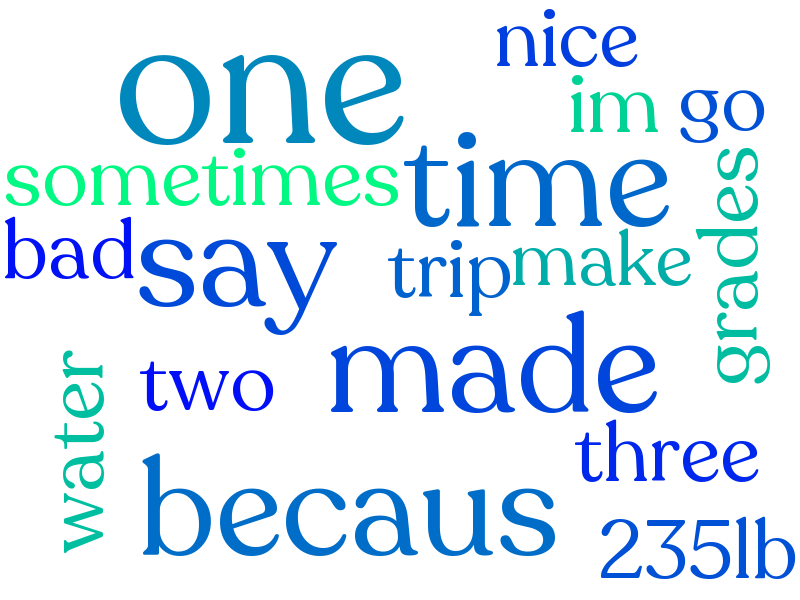 nice
one
im
go
sometimes
time
grades
bad
say
trip
make
made
water
two
three
becaus
235lb